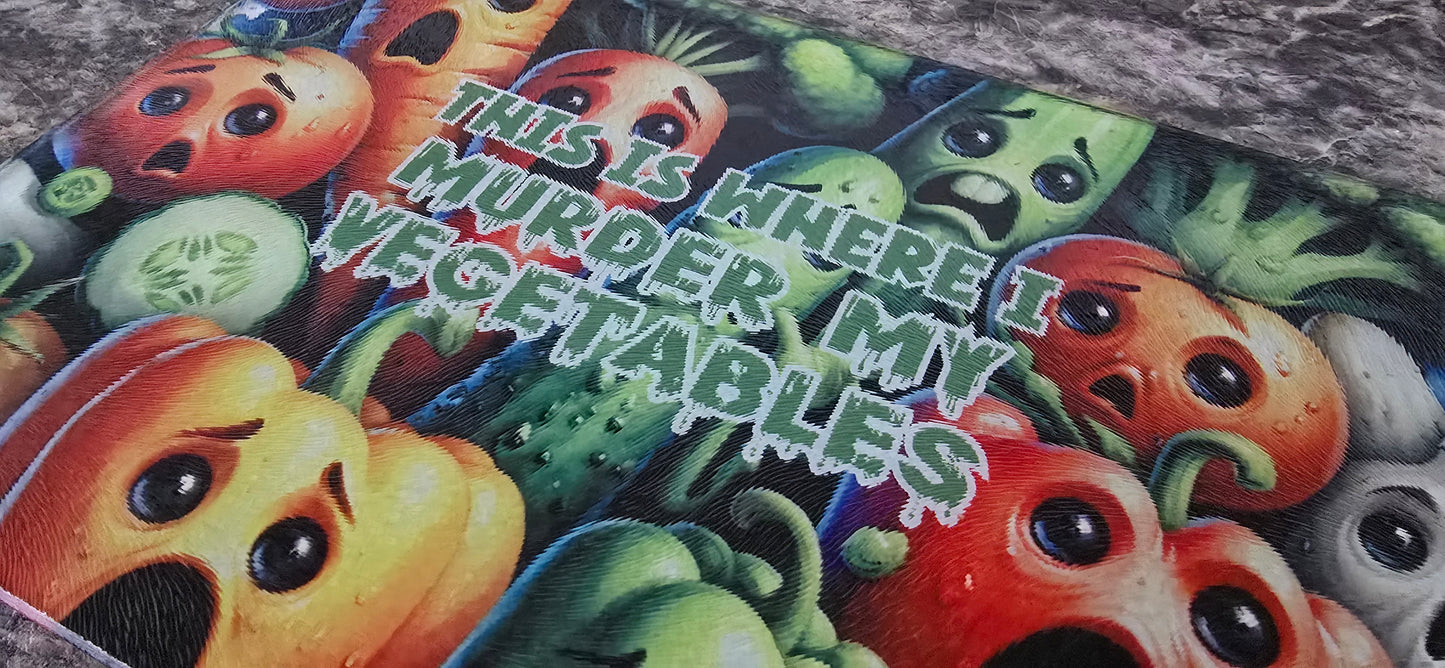 THIS IS WHERE I
MURDER MY
VEGETABLES